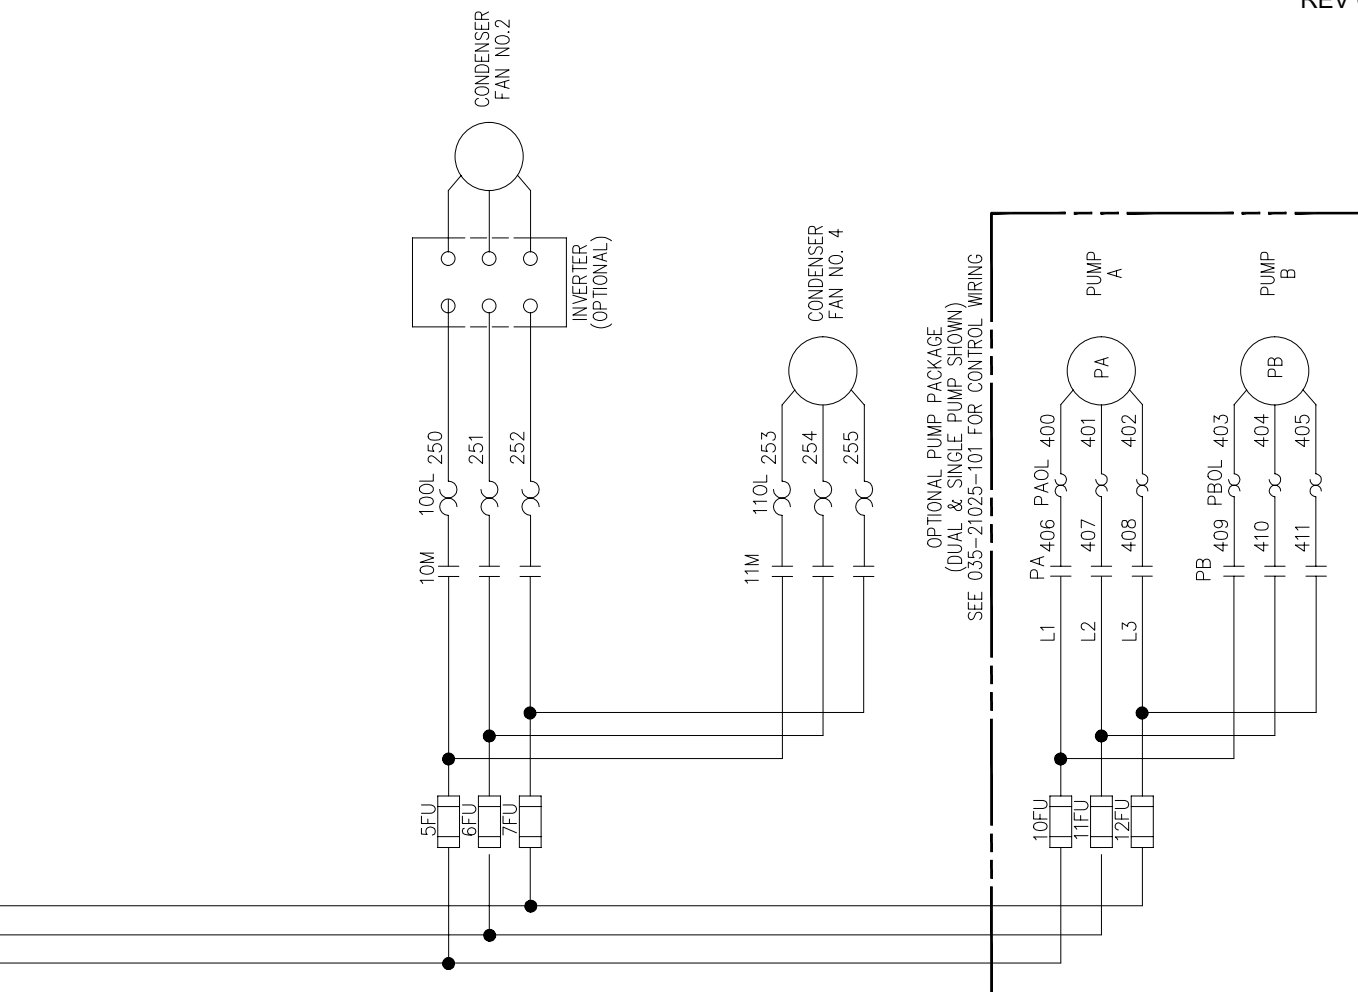 REV
CONDENSER
FAN NO.2
INVERTER
(OPTIONAL)
10OL
250
251
252
10M
5FU
6FU
7FU
CONDENSER
FAN NO. 4
11OL
253
254
255
11M
OPTIONAL PUMP PACKAGE
(DUAL & SINGLE PUMP SHOWN)
SEE 035-21025-101 FOR CONTROL WIRING
PUMP
A
PA
PAOL
400
401
402
PA
406
407
408
L1
L2
L3
10FU
11FU
12FU
PUMP
B
PB
PBOL
403
404
405
PB
409
410
411